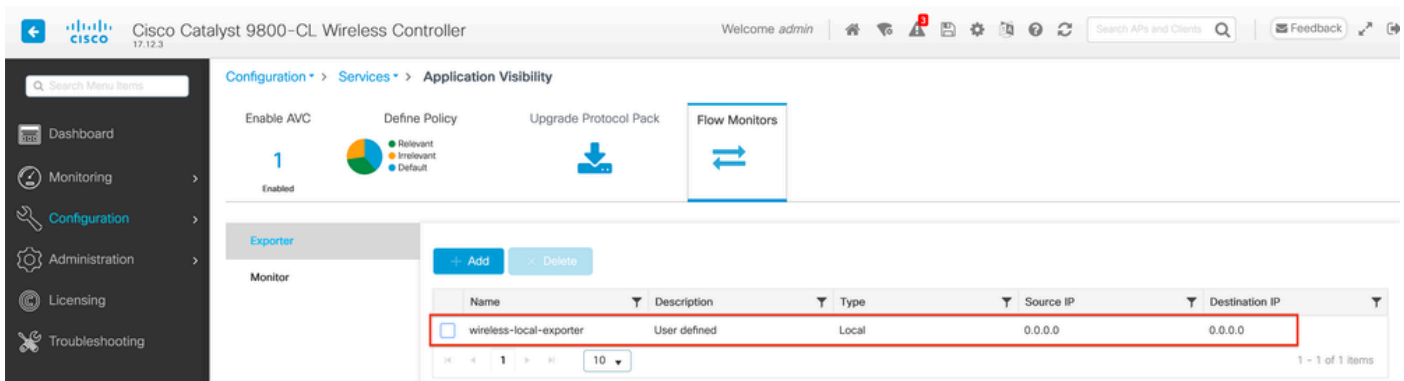 CISCO
Cisco Catalyst 9800-CL Wireless Controller
17.12.3
Welcome admin
3
Search APs and Clients
Feedback
Search Menu Items
Dashboard
Monitoring
Configuration
Administration
Licensing
Troubleshooting
Configuration > Services > Application Visibility
Enable AVC
1
Enabled
Define Policy
Relevant
Irrelevant
Default
Upgrade Protocol Pack
Flow Monitors
Exporter
Monitor
+ Add × Delete
Name Description Type Source IP Destination IP
wireless-local-exporter User defined Local 0.0.0.0 0.0.0.0
1 10 1 - 1 of 1 items